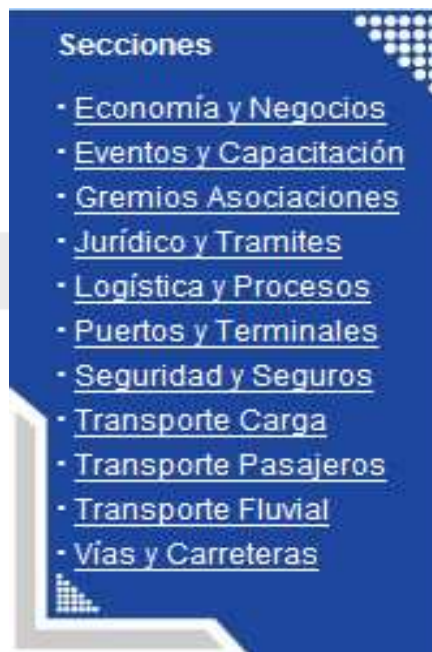 Secciones
· Economía y Negocios
· Eventos y Capacitación
· Gremios Asociaciones
· Jurídico y Tramites
· Logística y Procesos
· Puertos y Terminales
· Seguridad y Seguros
· Transporte Carga
· Transporte Pasajeros
· Transporte Fluvial
· Vías y Carreteras